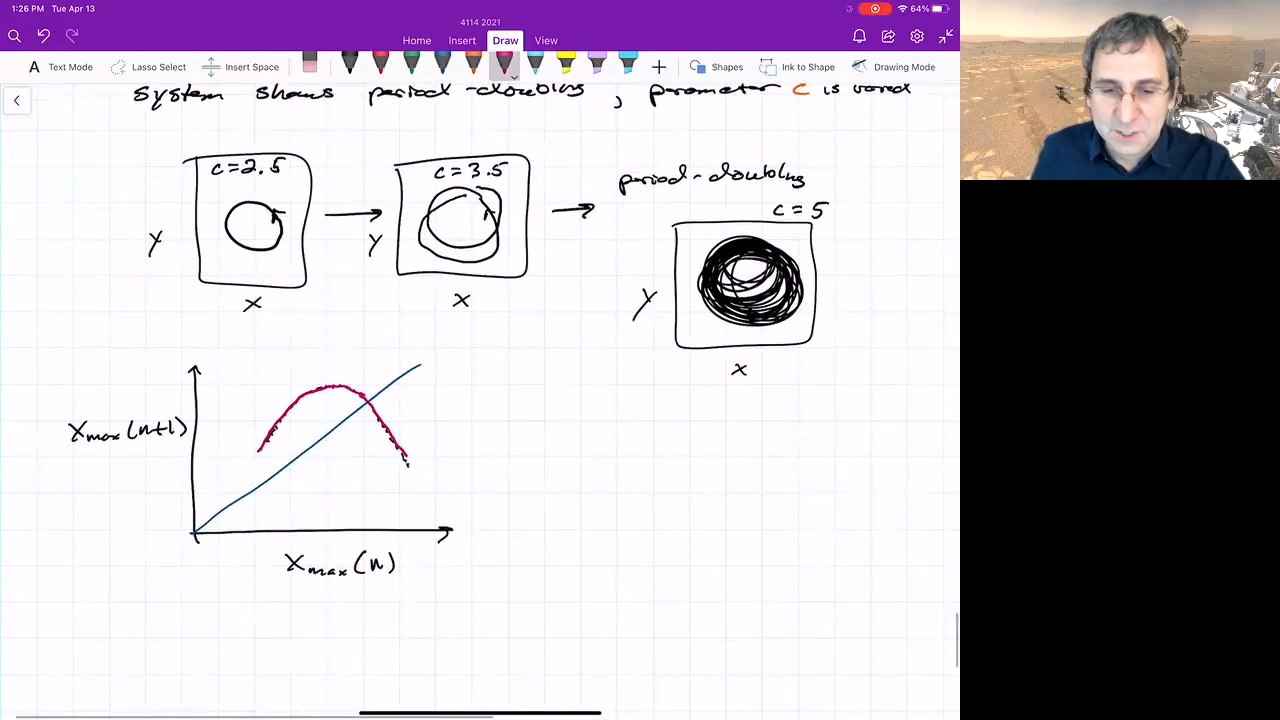 1:26 PM Tue Apr 13
64%
4114 2021
Home Insert Draw View
Text Mode Lasso Select Insert Space Shapes Ink to Shape Drawing Mode
system shows period-doubling, parameter c is varied
c=2.5
c=3.5
period-doubling
c=5
y
x
y
x
y
x
Xmax(n+1)
Xmax(n)